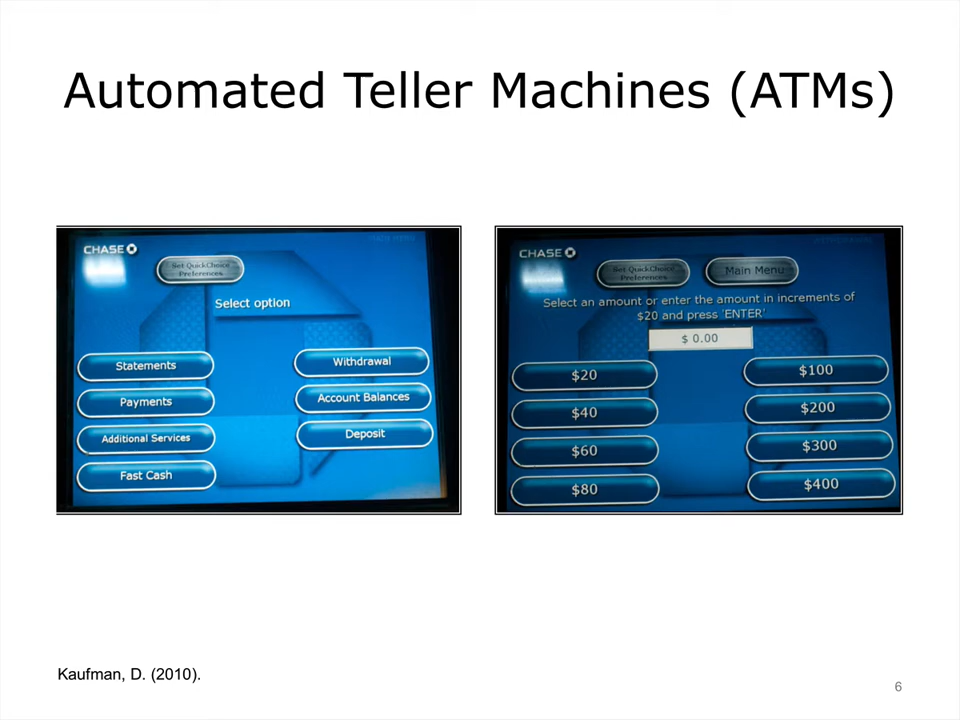 Automated Teller Machines (ATMs)
CHASE
Set QuickChoice
Preferences
Select option
Statements
Payments
Additional Services
Fast Cash
Withdrawal
Account Balances
Deposit
CHASE
Set QuickChoice
Preferences
Main Menu
Select an amount or enter the amount in increments of
$20 and press 'ENTER'
$ 0.00
$20
$40
$60
$80
$100
$200
$300
$400
Kaufman, D. (2010).
6